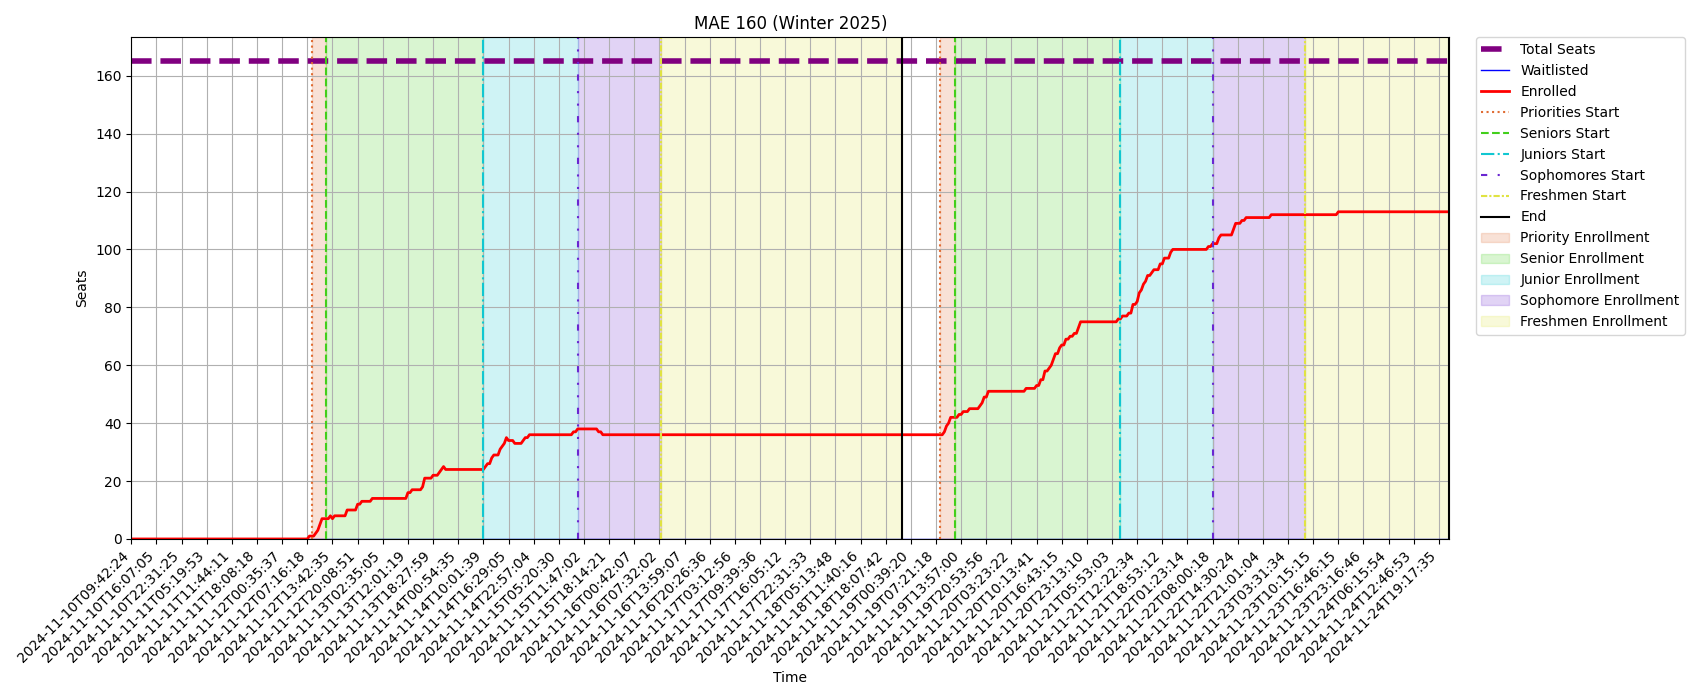 MAE 160 (Winter 2025)
Seats
160
140
120
100
80
60
40
20
0
2024-11-10T09:42:24
2024-11-10T16:07:05
2024-11-10T22:31:25
2024-11-11T05:19:53
2024-11-11T11:44:11
2024-11-11T18:08:18
2024-11-12T00:35:37
2024-11-12T07:16:18
2024-11-12T13:42:35
2024-11-12T20:08:51
2024-11-13T02:35:05
2024-11-13T12:01:19
2024-11-13T18:27:59
2024-11-14T00:54:35
2024-11-14T10:01:39
2024-11-14T16:29:05
2024-11-14T22:57:04
2024-11-15T05:20:30
2024-11-15T11:47:02
2024-11-15T18:14:21
2024-11-16T00:42:07
2024-11-16T07:32:02
2024-11-16T13:59:07
2024-11-16T20:26:36
2024-11-17T03:12:56
2024-11-17T09:39:36
2024-11-17T16:05:12
2024-11-17T22:31:33
2024-11-18T05:13:48
2024-11-18T11:40:16
2024-11-18T18:07:42
2024-11-19T00:39:20
2024-11-19T07:21:18
2024-11-19T13:57:00
2024-11-19T20:53:56
2024-11-20T03:23:22
2024-11-20T10:13:41
2024-11-20T16:43:15
2024-11-20T23:13:10
2024-11-21T05:53:03
2024-11-21T12:22:34
2024-11-21T18:53:12
2024-11-22T01:23:14
2024-11-22T08:00:18
2024-11-22T14:30:24
2024-11-22T21:01:04
2024-11-23T03:31:34
2024-11-23T10:15:15
2024-11-23T16:46:15
2024-11-23T23:16:46
2024-11-24T06:15:54
2024-11-24T12:46:53
2024-11-24T19:17:35
Time
Total Seats
Waitlisted
Enrolled
Priorities Start
Seniors Start
Juniors Start
Sophomores Start
Freshmen Start
End
Priority Enrollment
Senior Enrollment
Junior Enrollment
Sophomore Enrollment
Freshmen Enrollment